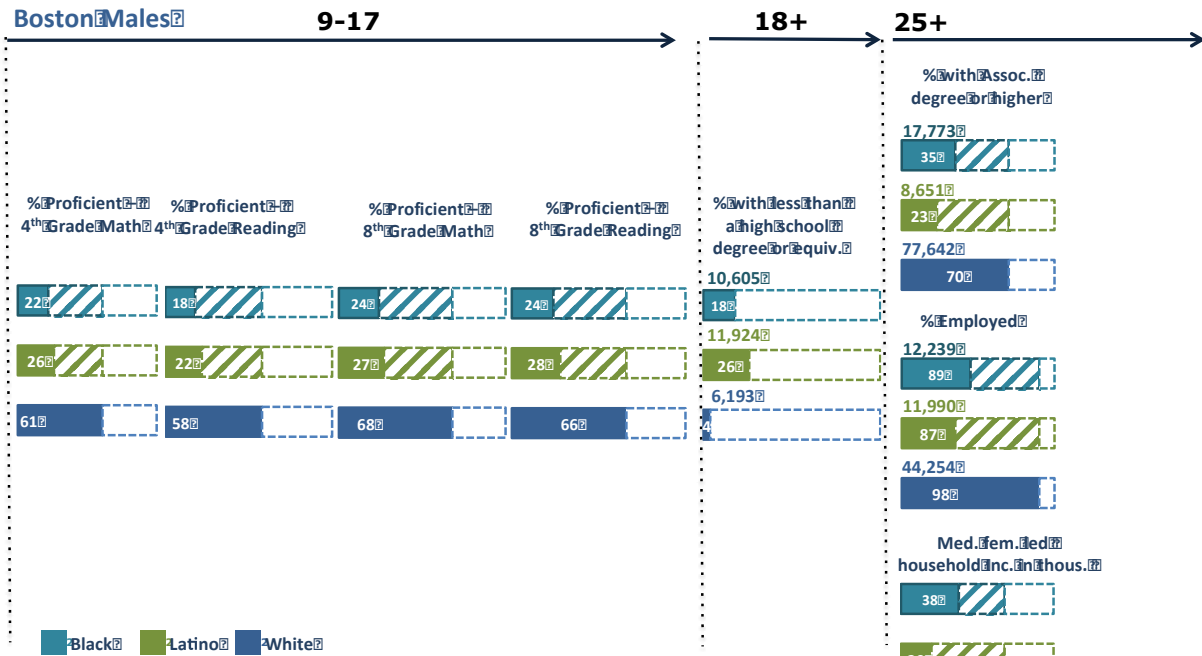 Boston Males
9-17
18+
25+
% Proficient –
4th Grade Math
% Proficient –
4th Grade Reading
% Proficient –
8th Grade Math
% Proficient –
8th Grade Reading
22
18
24
24
26
22
27
28
61
58
68
66
% with less than
a high school
degree or equiv.
10,605
18
11,924
26
6,193
4
% with Assoc.
degree or higher
17,773
35
8,651
23
77,642
70
% Employed
12,239
89
11,990
87
44,254
98
Med. fem. led
household Inc. in thous.
38
Black
Latino
White